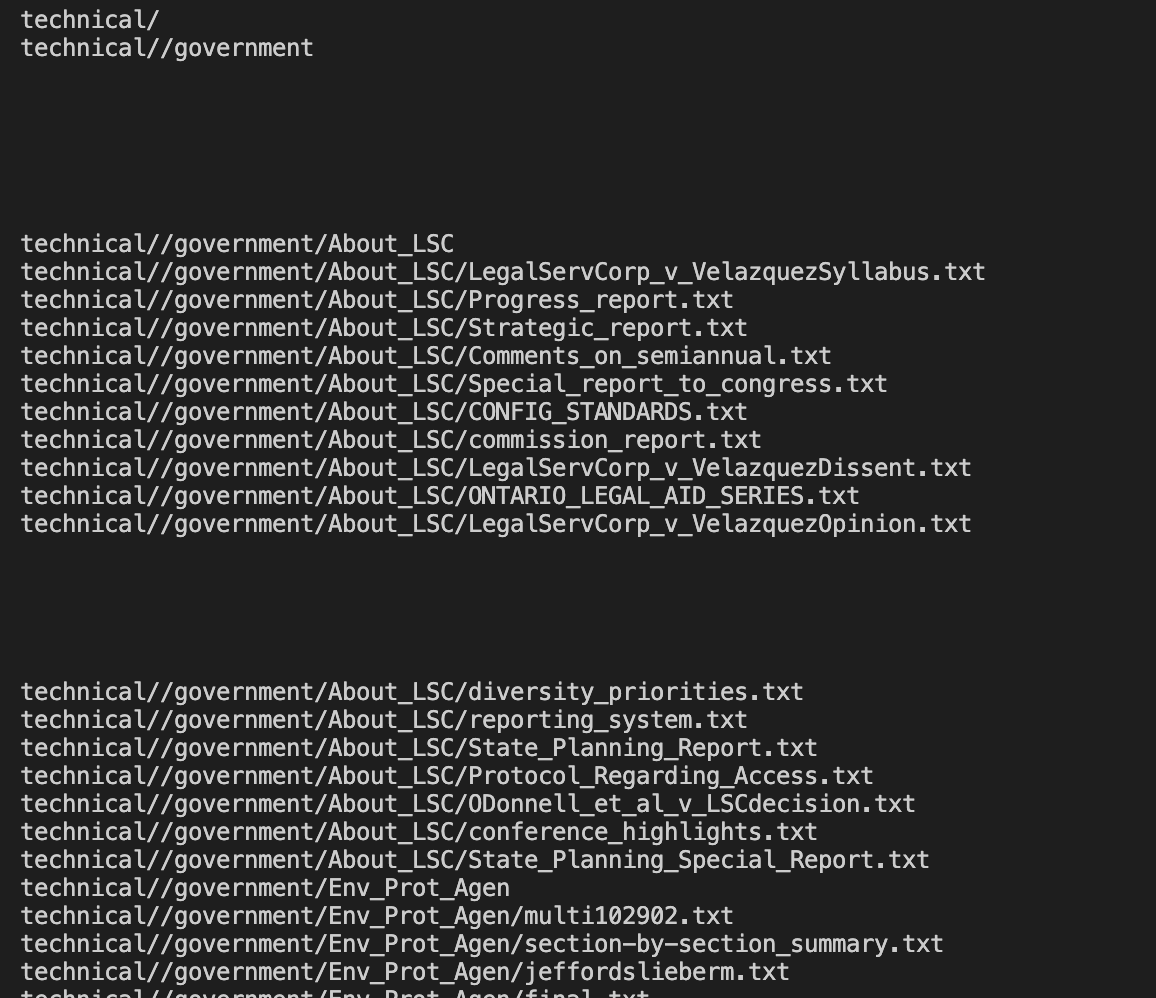 technical/
technical//government
technical//government/About_LSC
technical//government/About_LSC/LegalServCorp_v_VelazquezSyllabus.txt
technical//government/About_LSC/Progress_report.txt
technical//government/About_LSC/Strategic_report.txt
technical//government/About_LSC/Comments_on_semiannual.txt
technical//government/About_LSC/Special_report_to_congress.txt
technical//government/About_LSC/CONFIG_STANDARDS.txt
technical//government/About_LSC/commission_report.txt
technical//government/About_LSC/LegalServCorp_v_VelazquezDissent.txt
technical//government/About_LSC/ONTARIO_LEGAL_AID_SERIES.txt
technical//government/About_LSC/LegalServCorp_v_VelazquezOpinion.txt
technical//government/About_LSC/diversity_priorities.txt
technical//government/About_LSC/reporting_system.txt
technical//government/About_LSC/State_Planning_Report.txt
technical//government/About_LSC/Protocol_Regarding_Access.txt
technical//government/About_LSC/ODonnell_et_al_v_LSCdecision.txt
technical//government/About_LSC/conference_highlights.txt
technical//government/About_LSC/State_Planning_Special_Report.txt
technical//government/Env_Prot_Agen
technical//government/Env_Prot_Agen/multi102902.txt
technical//government/Env_Prot_Agen/section-by-section_summary.txt
technical//government/Env_Prot_Agen/jeffordslieberm.txt
technical//government/Env_Prot_Agen/final.txt